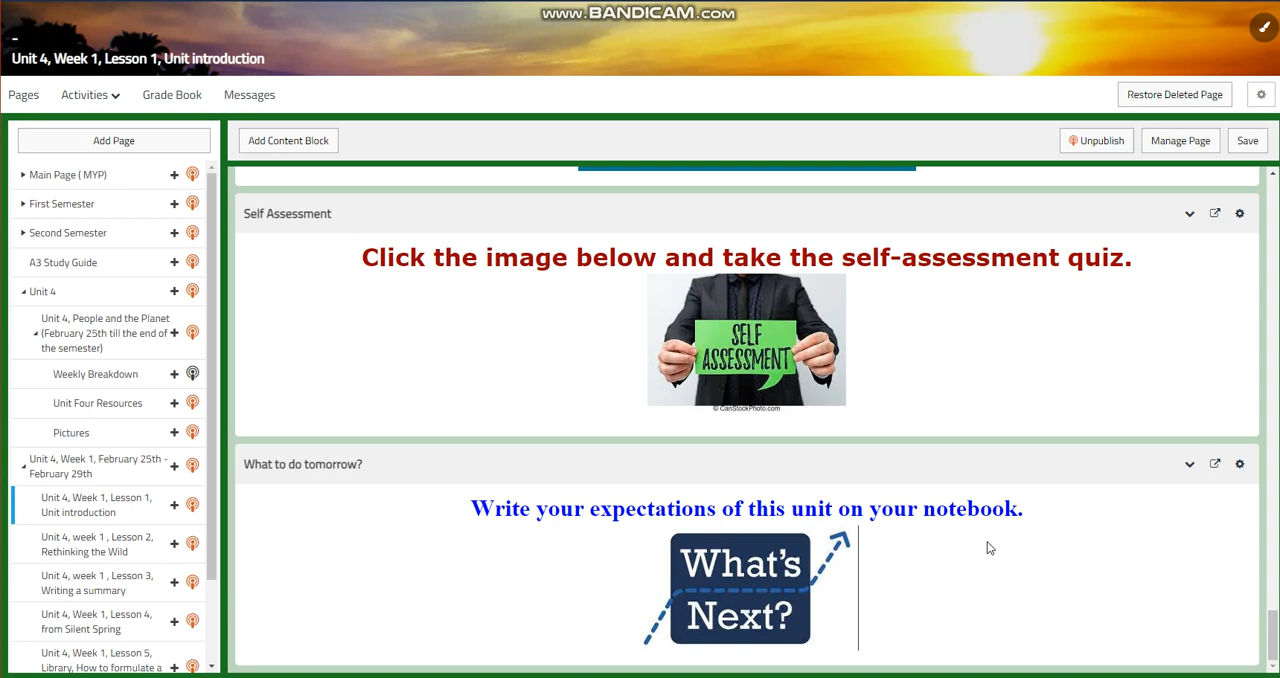 www.BANDICAM.com
-
Unit 4, Week 1, Lesson 1, Unit introduction
Pages
Activities
Grade Book
Messages
Restore Deleted Page
Add Page
Add Content Block
Unpublish
Manage Page
Save
Main Page ( MYP)
First Semester
Second Semester
A3 Study Guide
Unit 4
Unit 4, People and the Planet
(February 25th till the end of
the semester)
Weekly Breakdown
Unit Four Resources
Pictures
Unit 4, Week 1, February 25th -
February 29th
Unit 4, Week 1, Lesson 1,
Unit introduction
Unit 4, week 1 , Lesson 2,
Rethinking the Wild
Unit 4, week 1 , Lesson 3,
Writing a summary
Unit 4, Week 1, Lesson 4,
from Silent Spring
Unit 4, Week 1, Lesson 5,
Library, How to formulate a
Self Assessment
Click the image below and take the self-assessment quiz.
SELF
ASSESSMENT
© CanStockPhoto.com
What to do tomorrow?
Write your expectations of this unit on your notebook.
What's
Next?